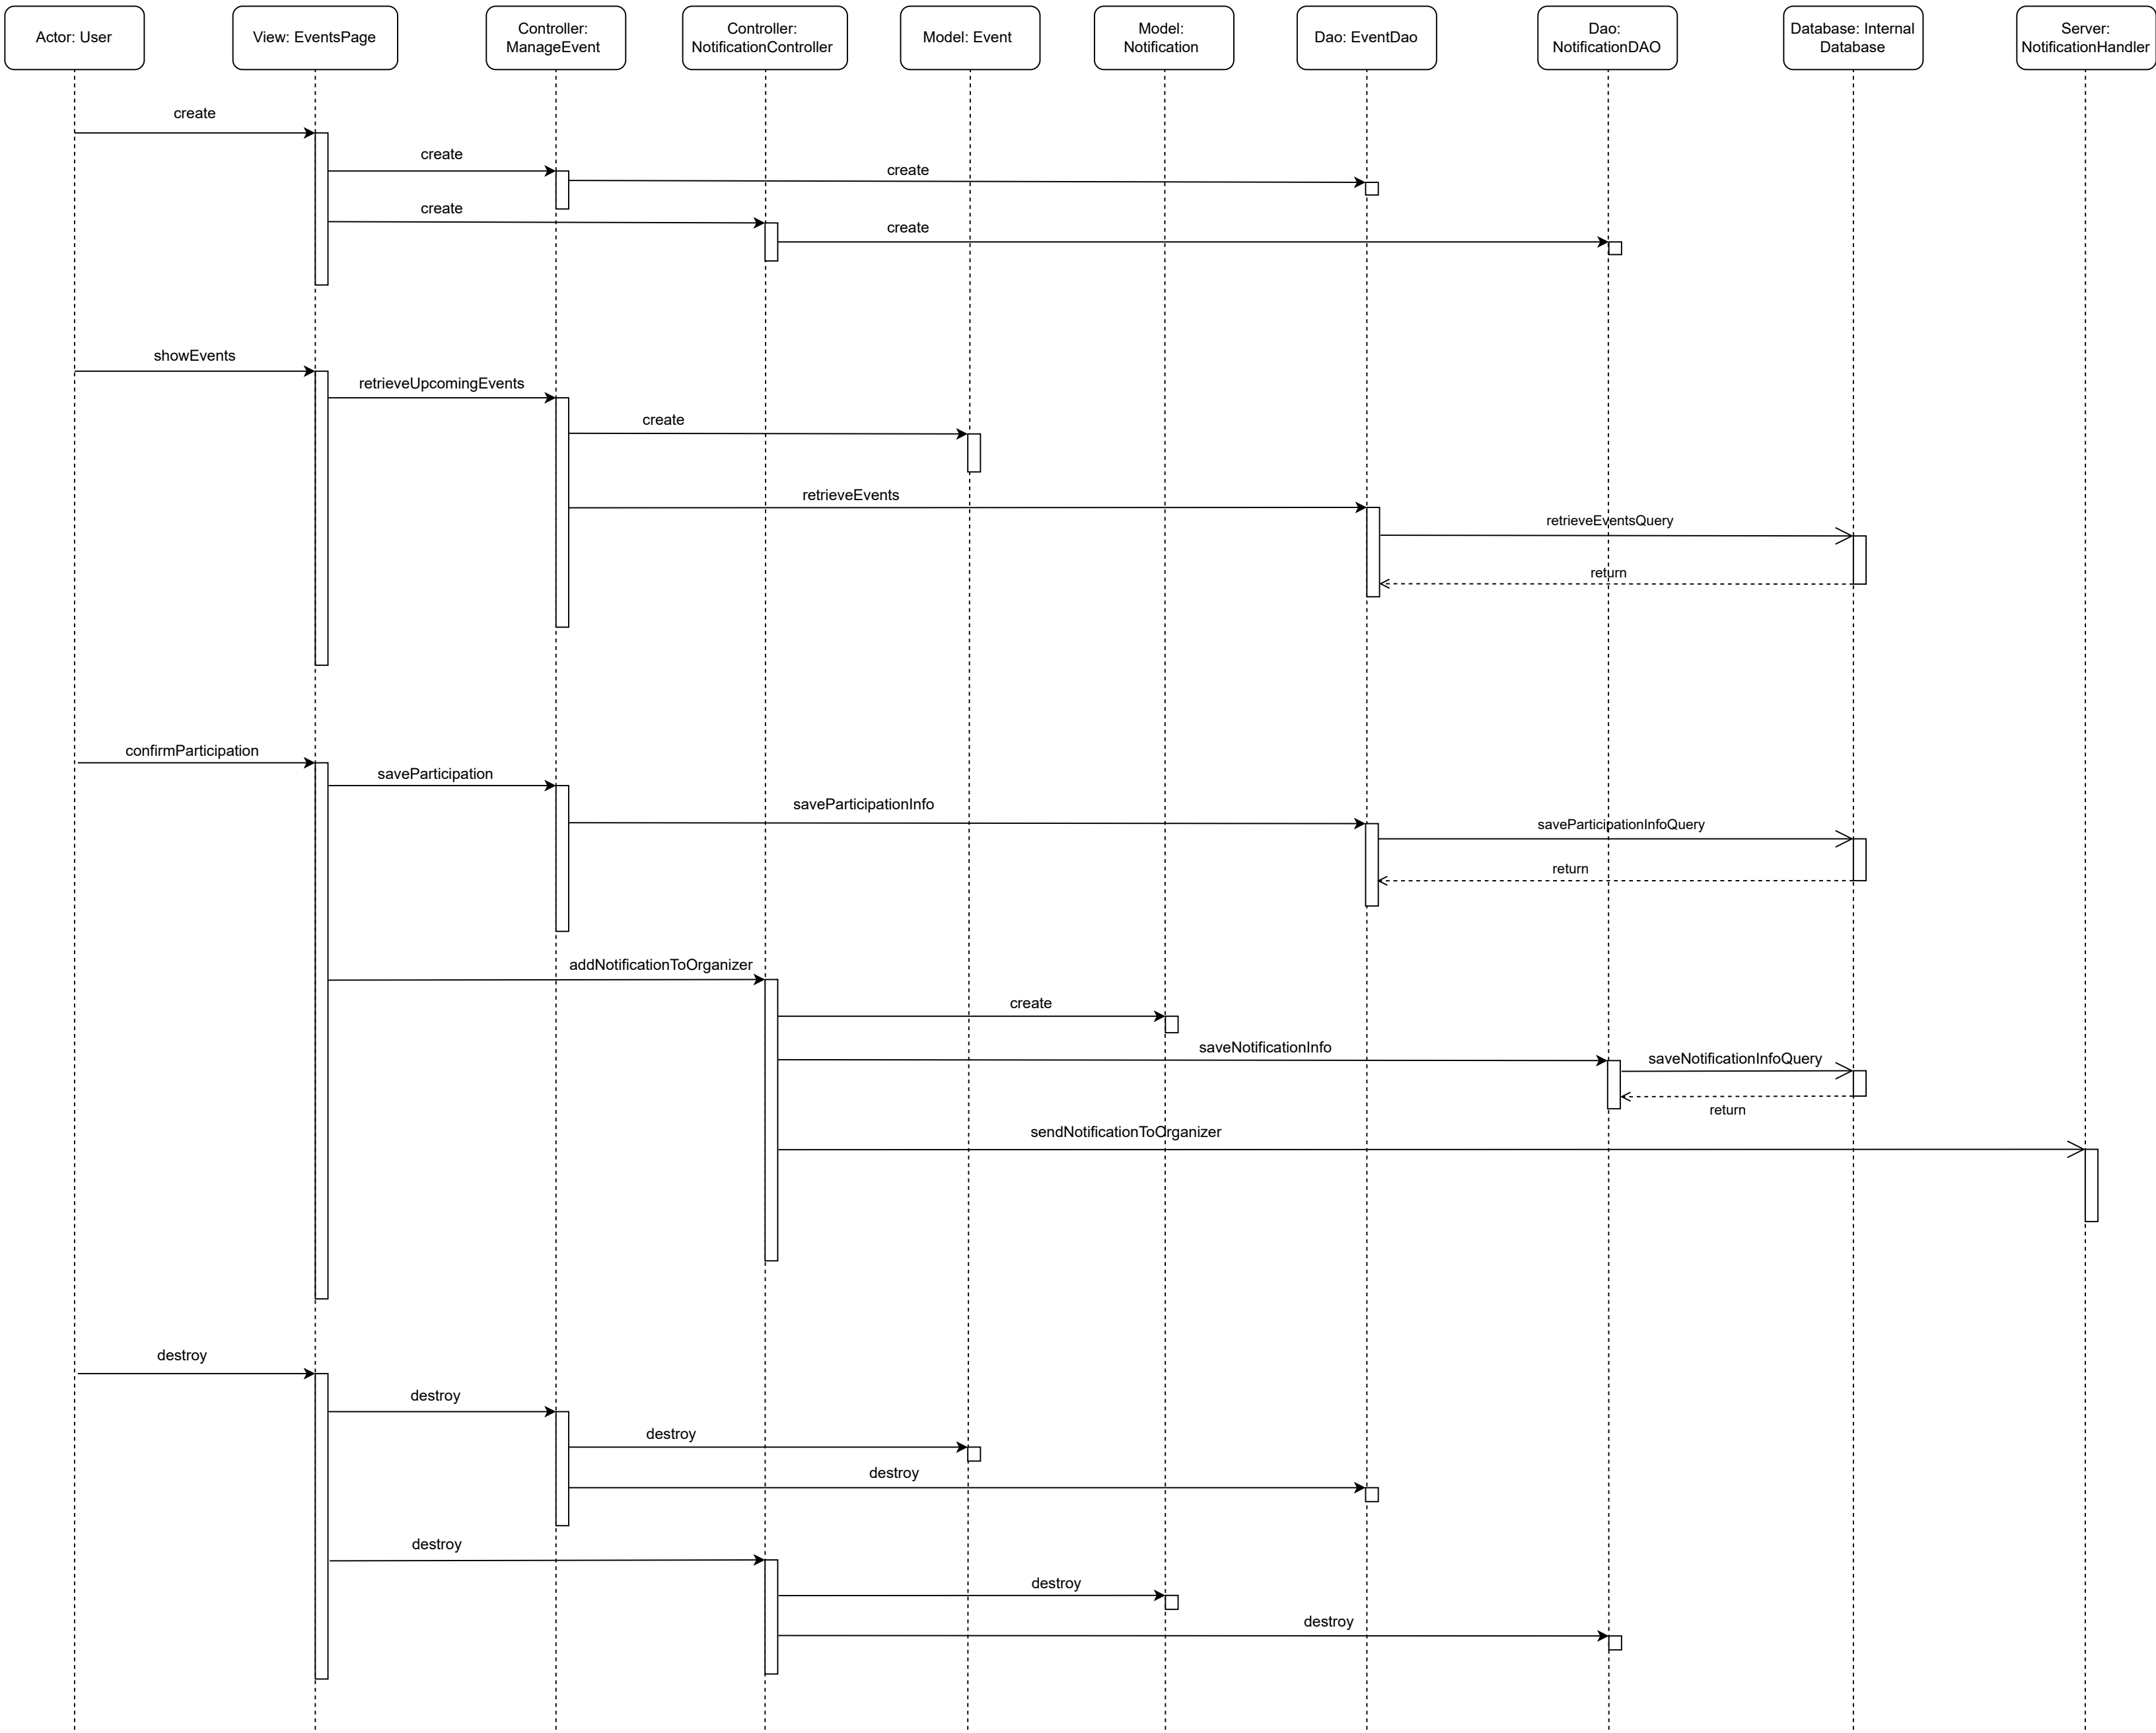 Actor: User
View: EventsPage
Controller:
ManageEvent
Controller:
NotificationController
Model: Event
Model:
Notification
Dao: EventDao
Dao:
NotificationDAO
Database: Internal
Database
Server:
NotificationHandler
create
create
create
create
create
showEvents
retrieveUpcomingEvents
create
retrieveEvents
retrieveEventsQuery
return
confirmParticipation
saveParticipation
saveParticipationInfo
saveParticipationInfoQuery
return
addNotificationToOrganizer
create
saveNotificationInfo
saveNotificationInfoQuery
return
sendNotificationToOrganizer
destroy
destroy
destroy
destroy
destroy
destroy
destroy